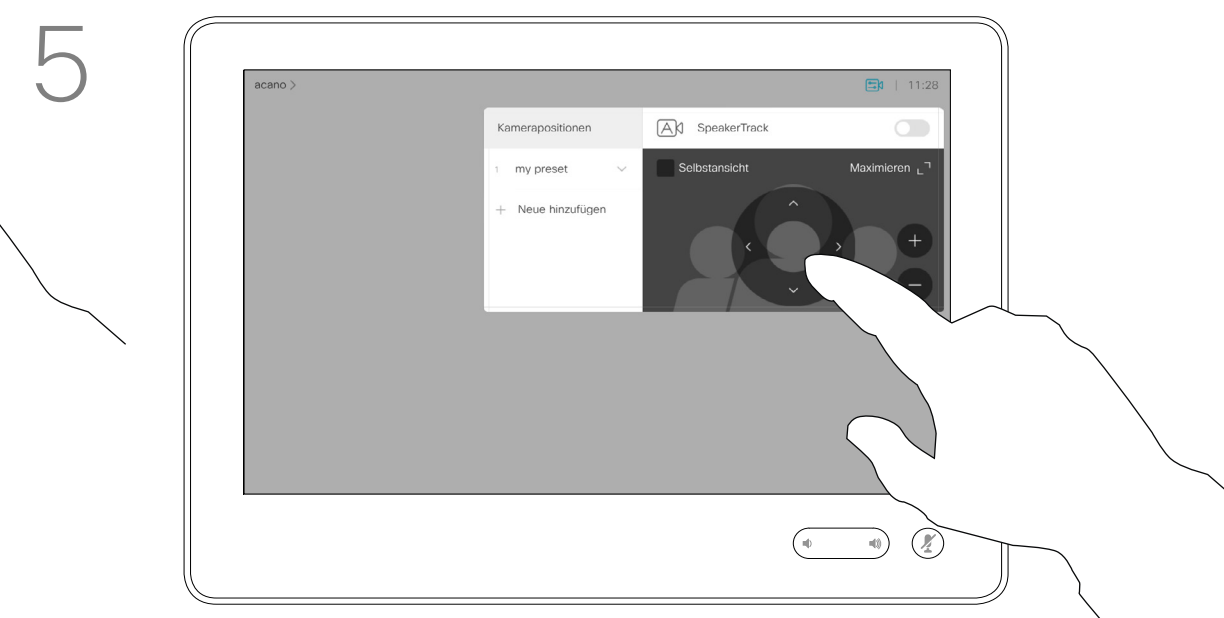 5
acano >
11:28
Kamerapositionen
SpeakerTrack
1 my preset
Selbstansicht
Maximieren
+ Neue hinzufügen